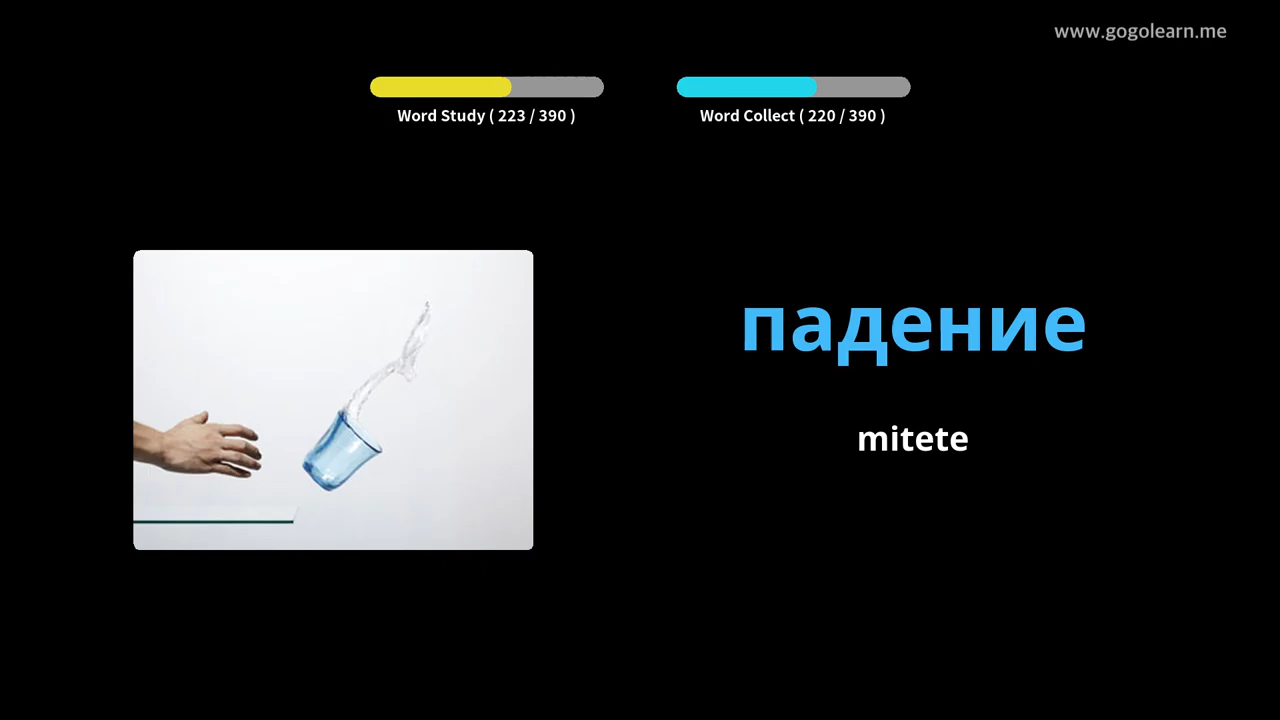 www.gogolearn.me
Word Study ( 223 / 390 )
Word Collect ( 220 / 390 )
падение
mitete